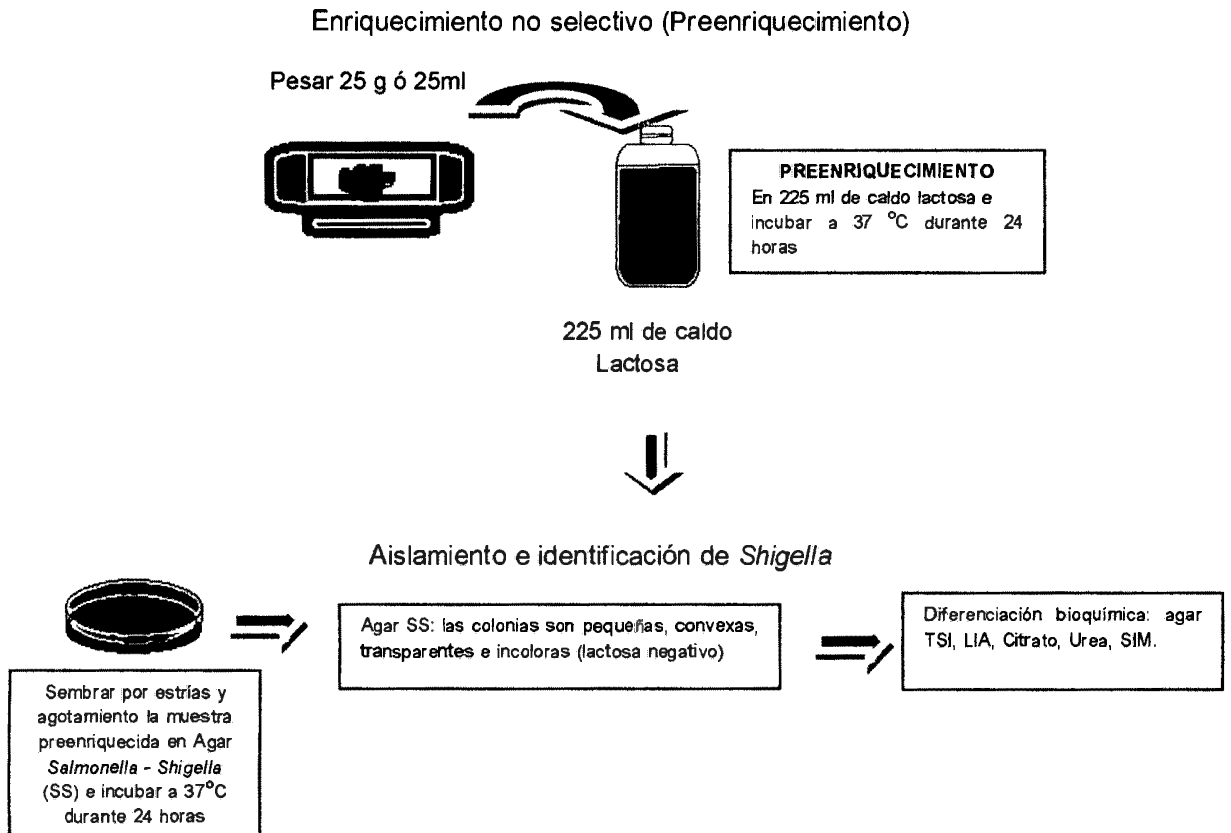 Enriquecimiento no selectivo (Preenriquecimiento)
Pesar 25 g ó 25ml
PREENRIQUECIMIENTO
En 225 ml de caldo lactosa e
incubar a 37 °C durante 24
horas
225 ml de caldo
Lactosa
Aislamiento e identificación de Shigella
Sembrar por estrías y
agotamiento la muestra
preenriquecida en Agar
Salmonella - Shigella
(SS) e incubar a 37°C
durante 24 horas
Agar SS: las colonias son pequeñas, convexas,
transparentes e incoloras (lactosa negativo)
Diferenciación bioquímica: agar
TSI, LIA, Citrato, Urea, SIM.